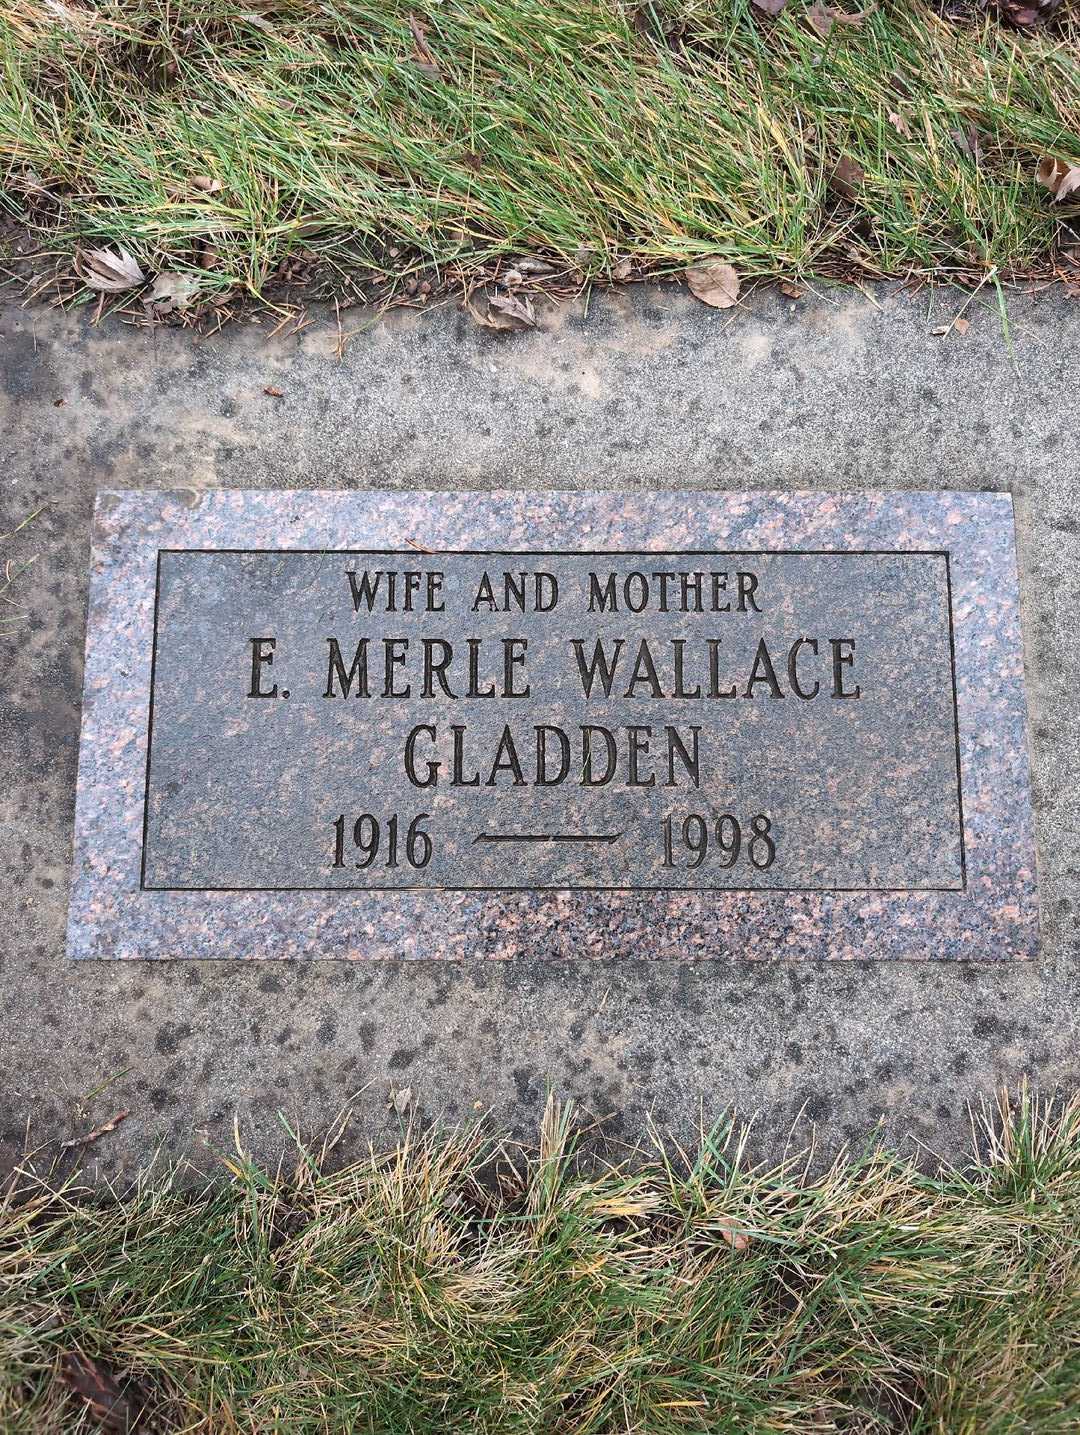 WIFE AND MOTHER
E. MERLE WALLACE
GLADDEN
1916 — 1998